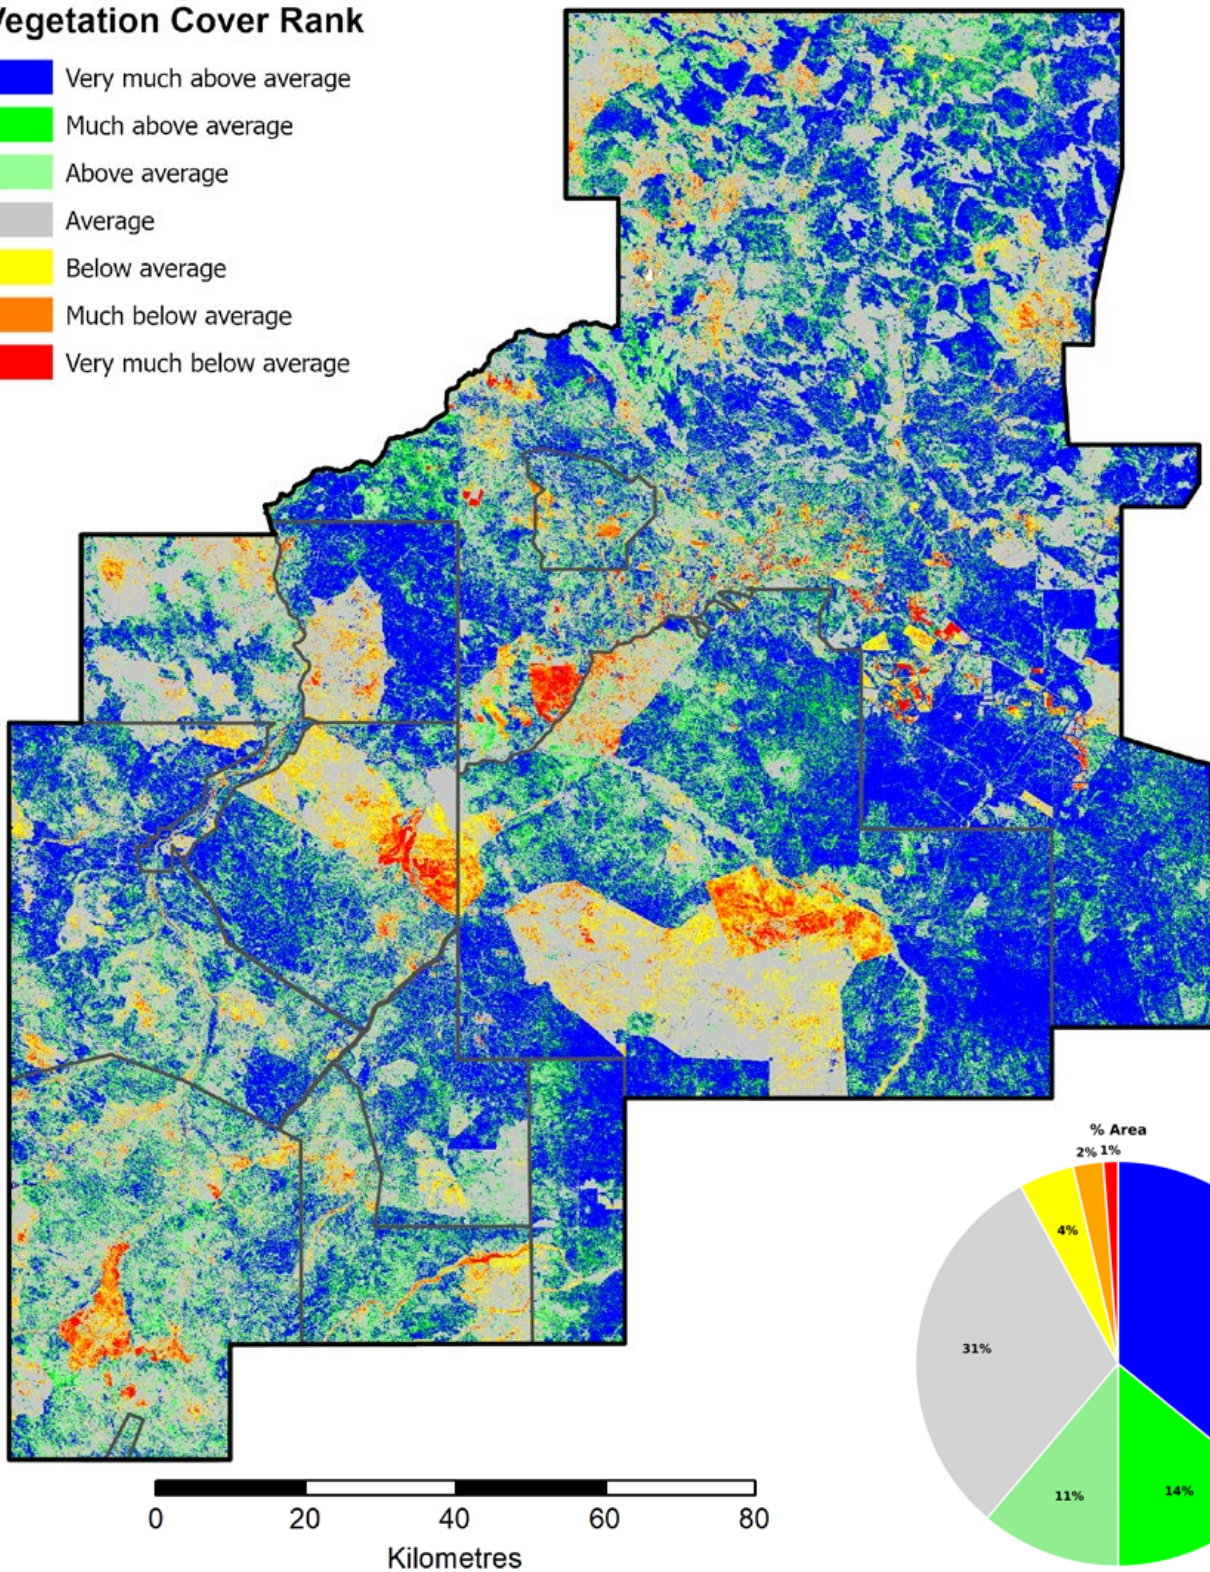 Vegetation Cover Rank
Very much above average
Much above average
Above average
Average
Below average
Much below average
Very much below average
% Area
2% 1%
4%
31%
11%
14%
0 20 40 60 80
Kilometres